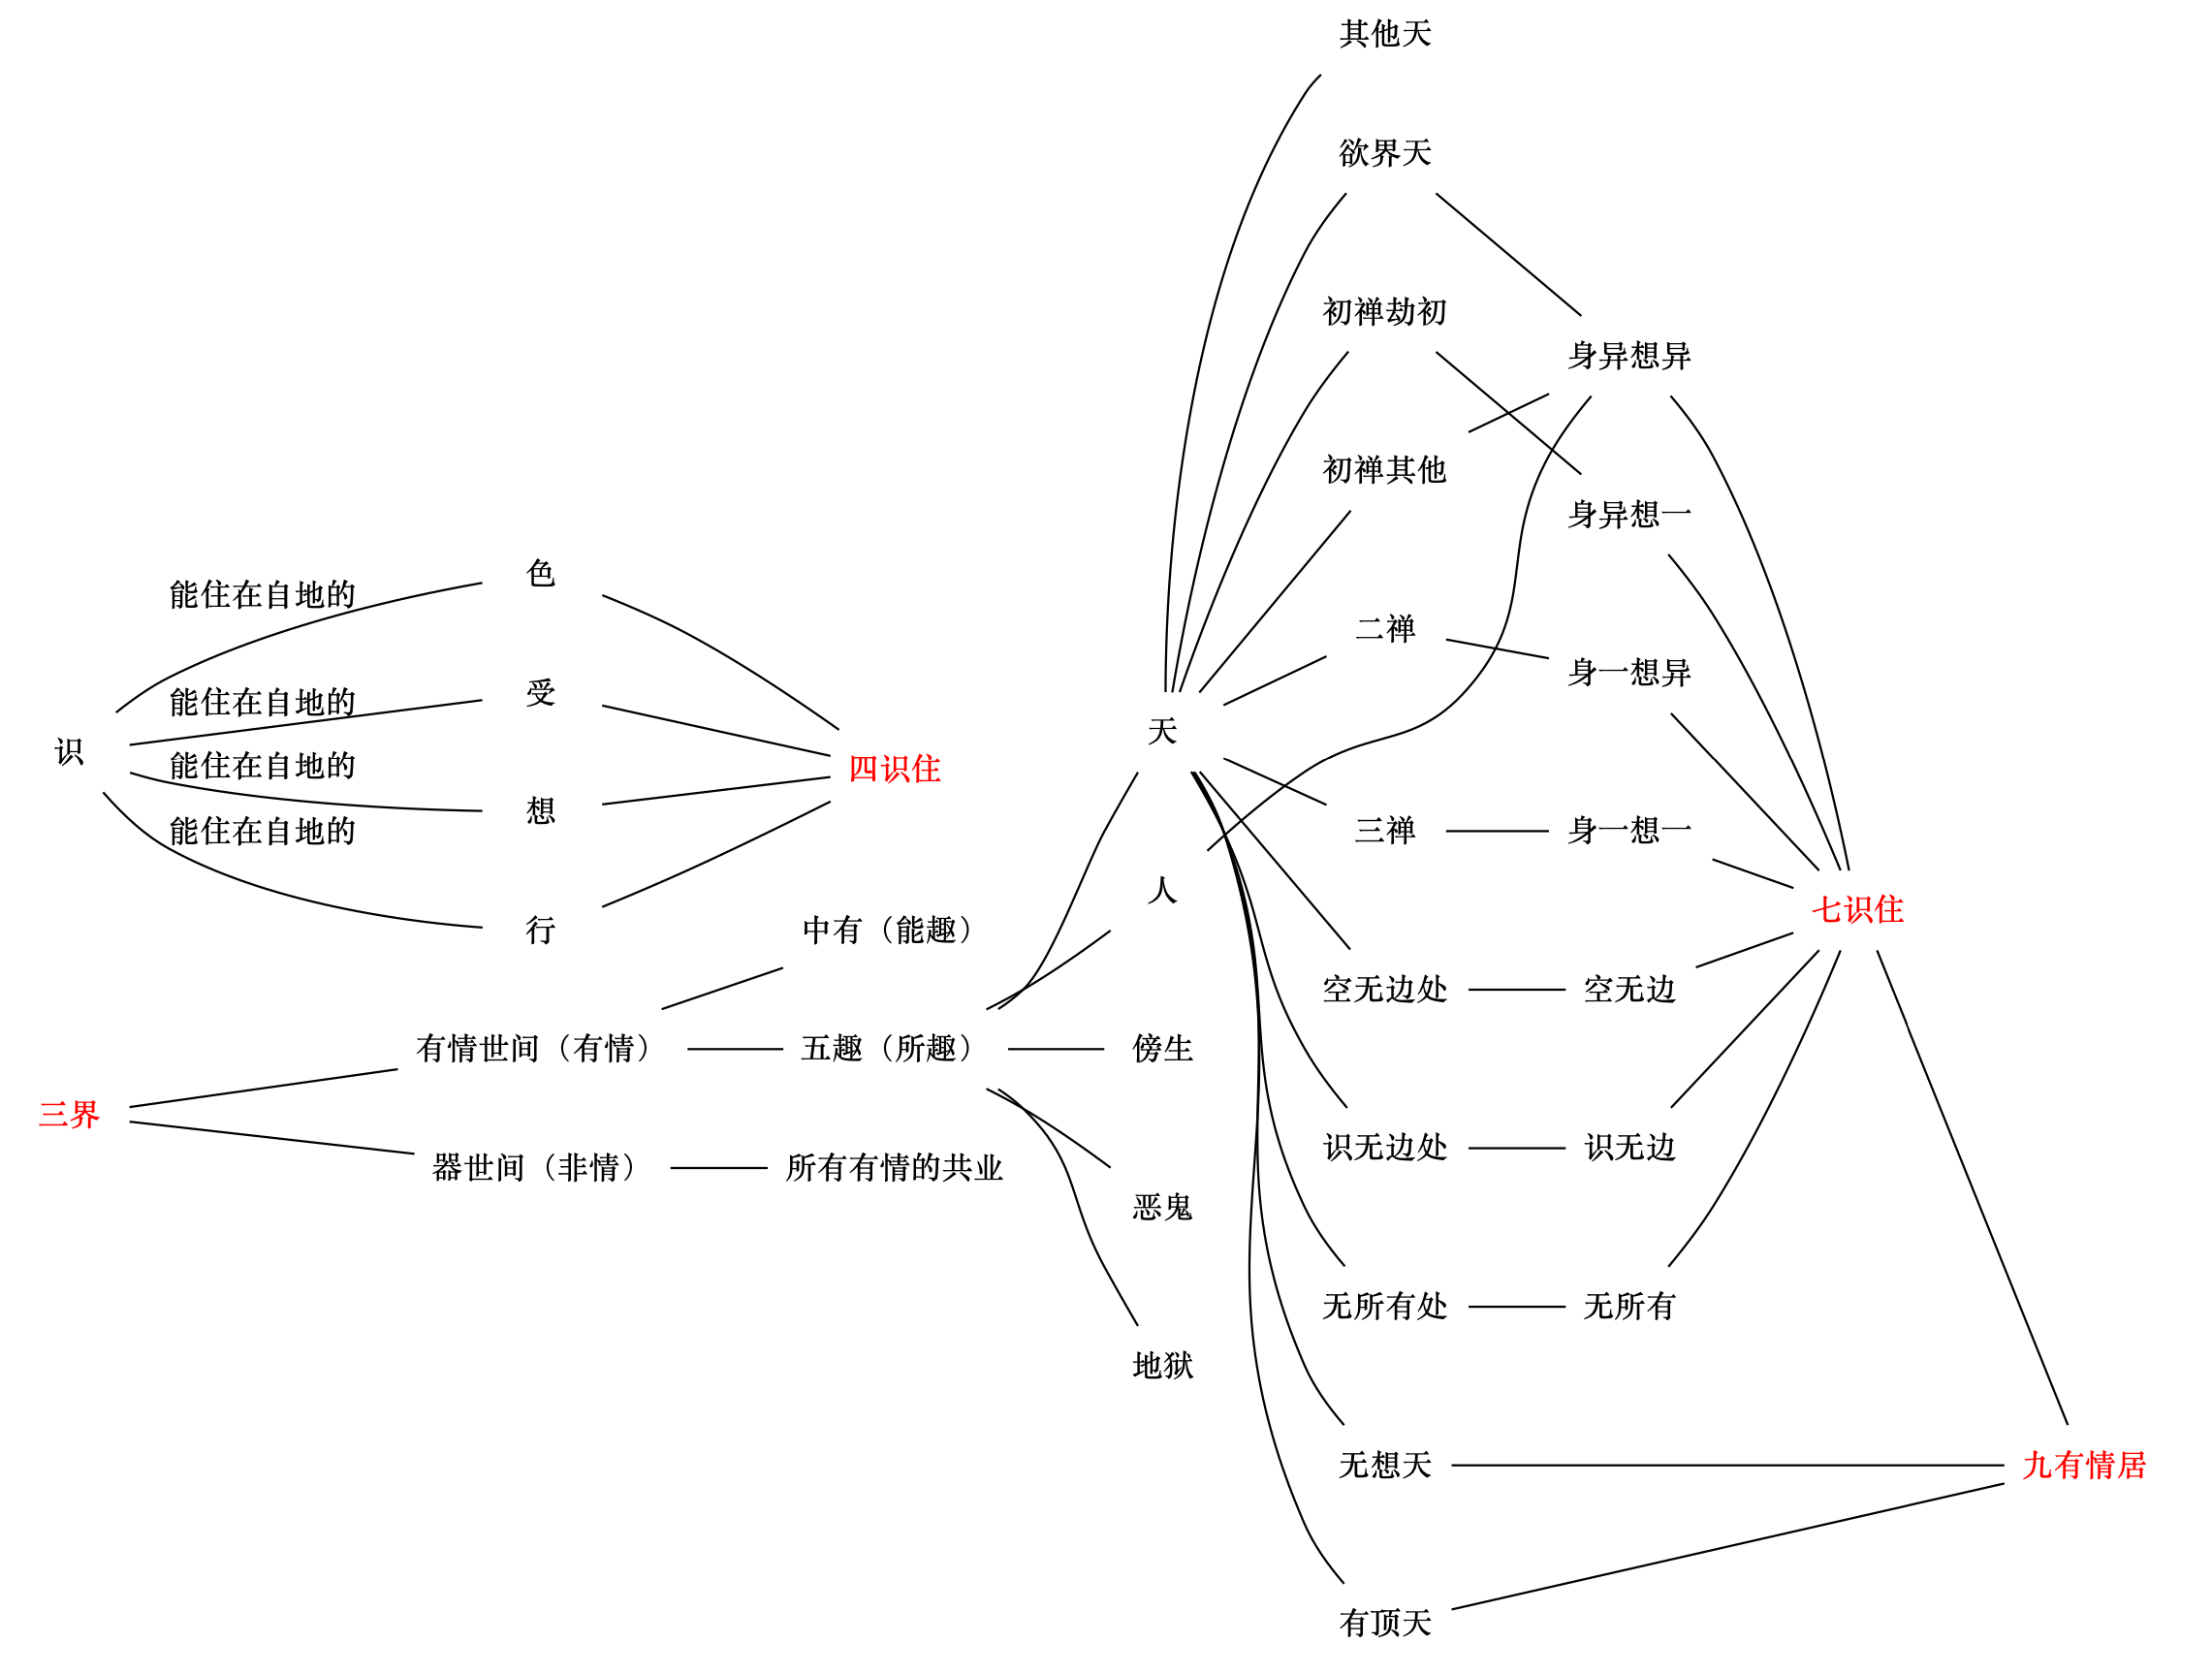 其他天
欲界天
初禅劫初
身异想异
初禅其他
身异想一
色
能住在自地的
二禅
身一想异
受
能住在自地的
天
识
能住在自地的
四识住
想
能住在自地的
三禅
身一想一
人
七识住
行
中有（能趣）
空无边处
空无边
有情世间（有情）
五趣（所趣）
傍生
三界
识无边处
识无边
器世间（非情）
所有有情的共业
恶鬼
无所有处
无所有
地狱
无想天
九有情居
有顶天